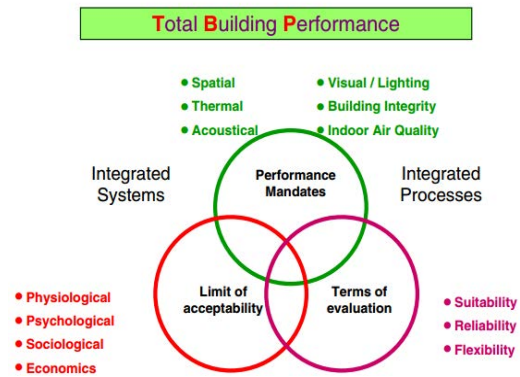 Total Building Performance
• Spatial
• Thermal
• Acoustical
• Visual / Lighting
• Building Integrity
• Indoor Air Quality
Integrated
Systems
Performance
Mandates
Integrated
Processes
Limit of
acceptability
Terms of
evaluation
• Physiological
• Psychological
• Sociological
• Economics
• Suitability
• Reliability
• Flexibility